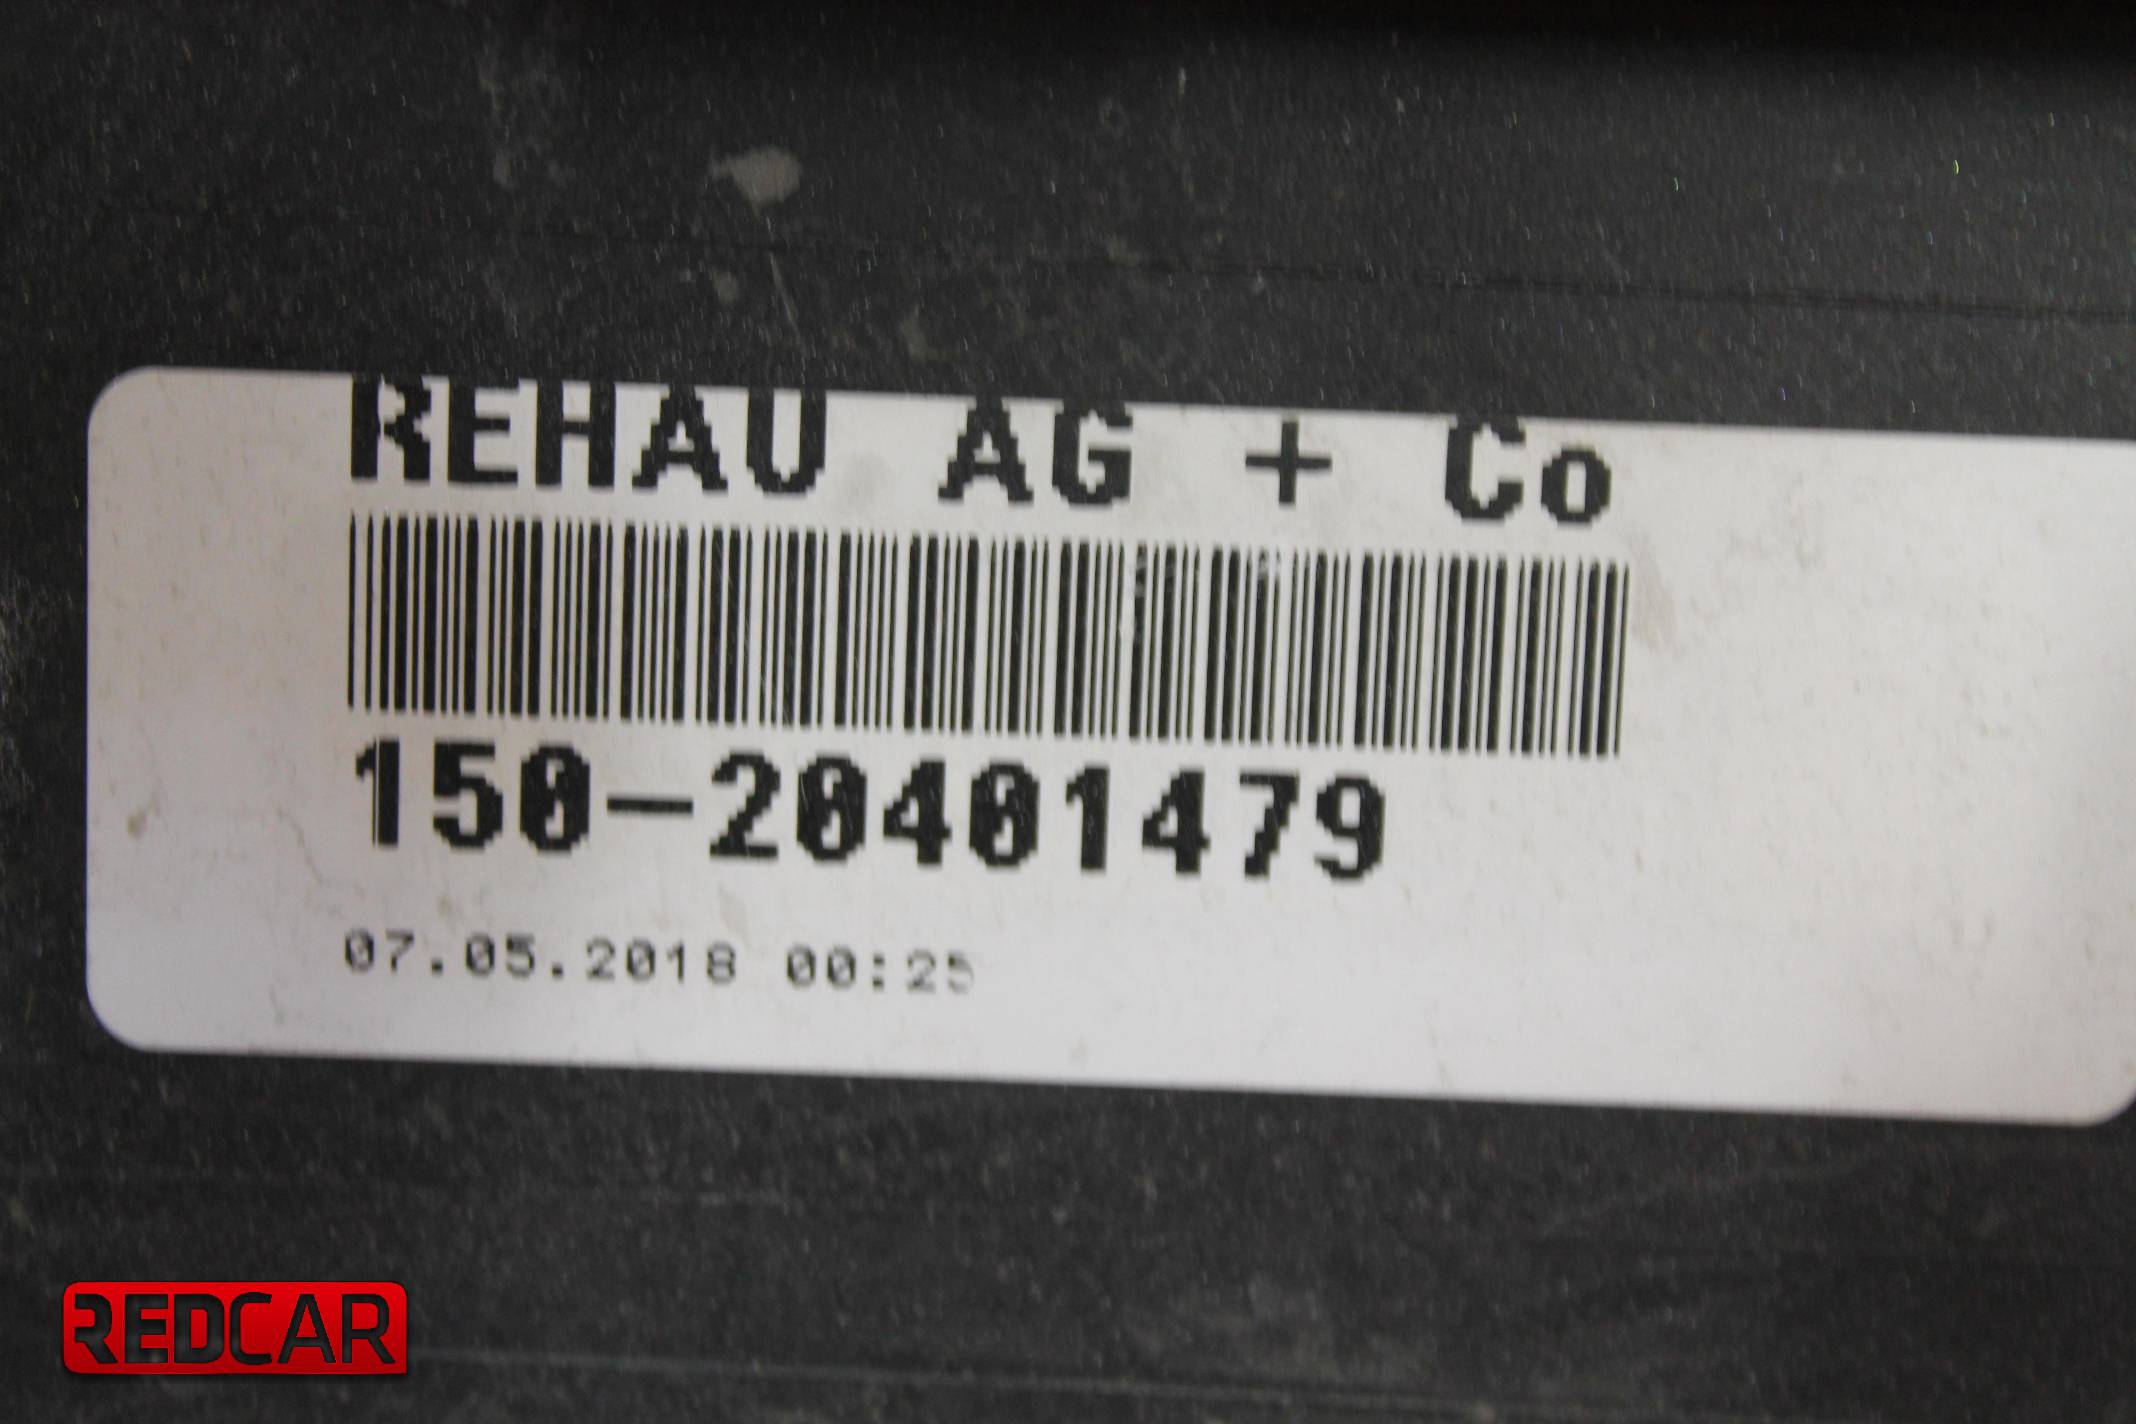 REHAU AG + Co
150-20401479
07.05.2018 00:25
REDCAR